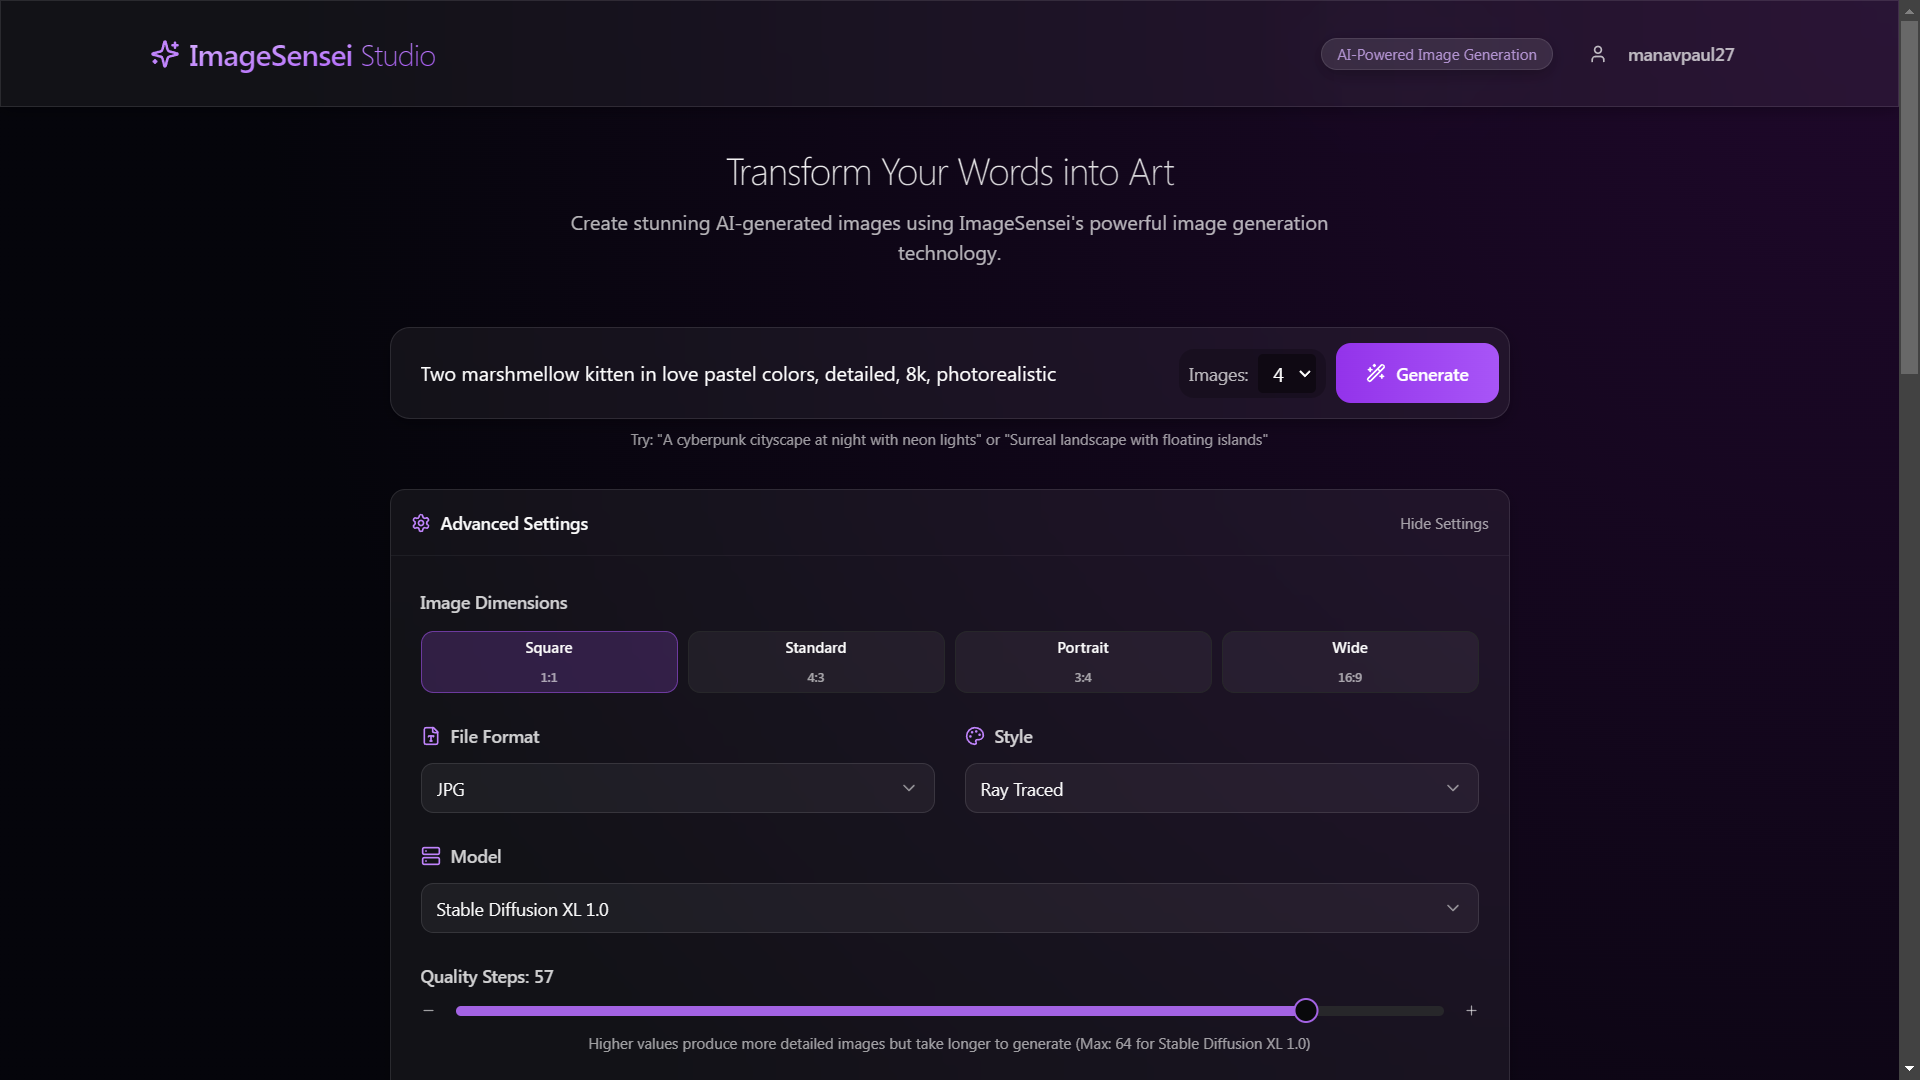 ImageSensei Studio
AI-Powered Image Generation
manavpaul27
Transform Your Words into Art
Create stunning AI-generated images using ImageSensei's powerful image generation
technology.
Two marshmellow kitten in love pastel colors, detailed, 8k, photorealistic
Images: 4
Generate
Try: "A cyberpunk cityscape at night with neon lights" or "Surreal landscape with floating islands"
Advanced Settings
Hide Settings
Image Dimensions
Square
1:1
Standard
4:3
Portrait
3:4
Wide
16:9
File Format
JPG
Style
Ray Traced
Model
Stable Diffusion XL 1.0
Quality Steps: 57
− +
Higher values produce more detailed images but take longer to generate (Max: 64 for Stable Diffusion XL 1.0)